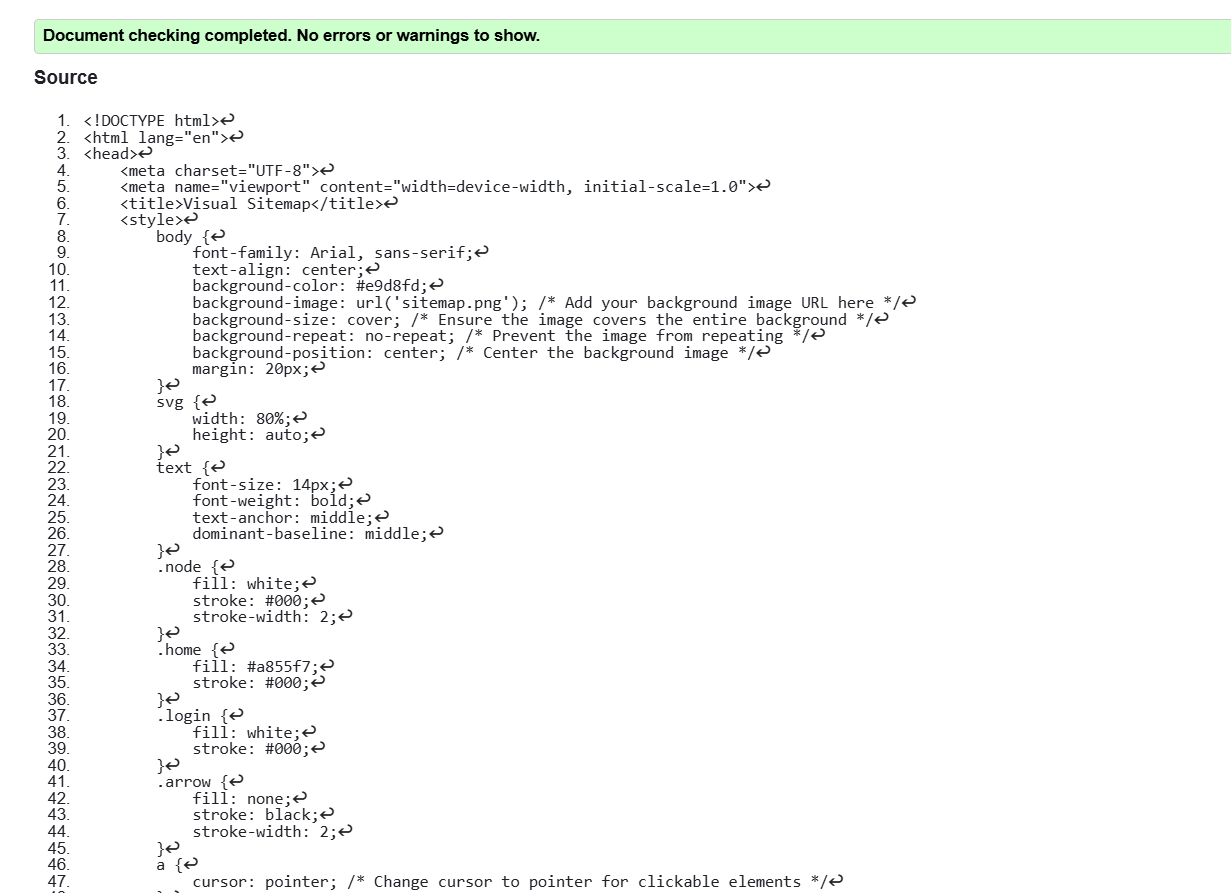 Document checking completed. No errors or warnings to show.
Source
1. <!DOCTYPE html>↩
2. <html lang="en">↩
3. <head>↩
4.     <meta charset="UTF-8">↩
5.     <meta name="viewport" content="width=device-width, initial-scale=1.0">↩
6.     <title>Visual Sitemap</title>↩
7.     <style>↩
8.         body {↩
9.             font-family: Arial, sans-serif;↩
10.             text-align: center;↩
11.             background-color: #e9d8fd;↩
12.             background-image: url('sitemap.png'); /* Add your background image URL here */↩
13.             background-size: cover; /* Ensure the image covers the entire background */↩
14.             background-repeat: no-repeat; /* Prevent the image from repeating */↩
15.             background-position: center; /* Center the background image */↩
16.             margin: 20px;↩
17.         }↩
18.         svg {↩
19.             width: 80%;↩
20.             height: auto;↩
21.         }↩
22.         text {↩
23.             font-size: 14px;↩
24.             font-weight: bold;↩
25.             text-anchor: middle;↩
26.             dominant-baseline: middle;↩
27.         }↩
28.         .node {↩
29.             fill: white;↩
30.             stroke: #000;↩
31.             stroke-width: 2;↩
32.         }↩
33.         .home {↩
34.             fill: #a855f7;↩
35.             stroke: #000;↩
36.         }↩
37.         .login {↩
38.             fill: white;↩
39.             stroke: #000;↩
40.         }↩
41.         .arrow {↩
42.             fill: none;↩
43.             stroke: black;↩
44.             stroke-width: 2;↩
45.         }↩
46.         a {↩
47.             cursor: pointer; /* Change cursor to pointer for clickable elements */↩